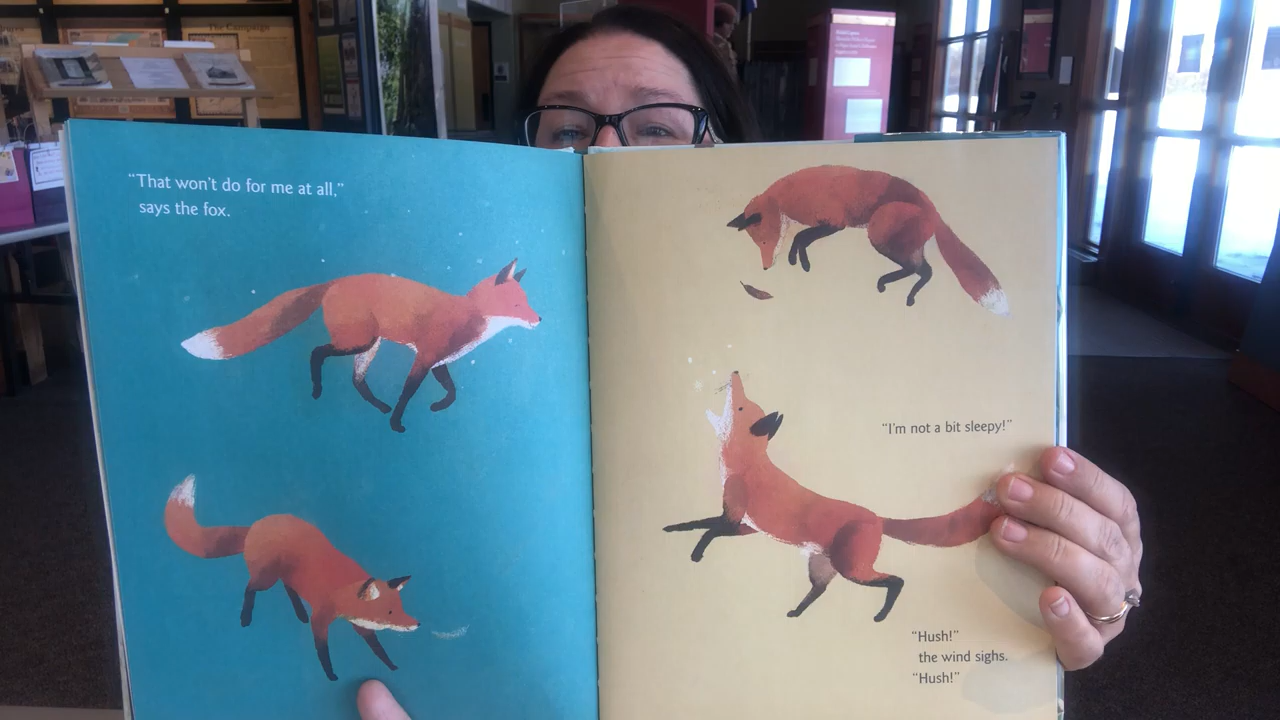 “That won’t do for me at all,”
says the fox.
“I’m not a bit sleepy!”
“Hush!”
the wind sighs.
“Hush!”